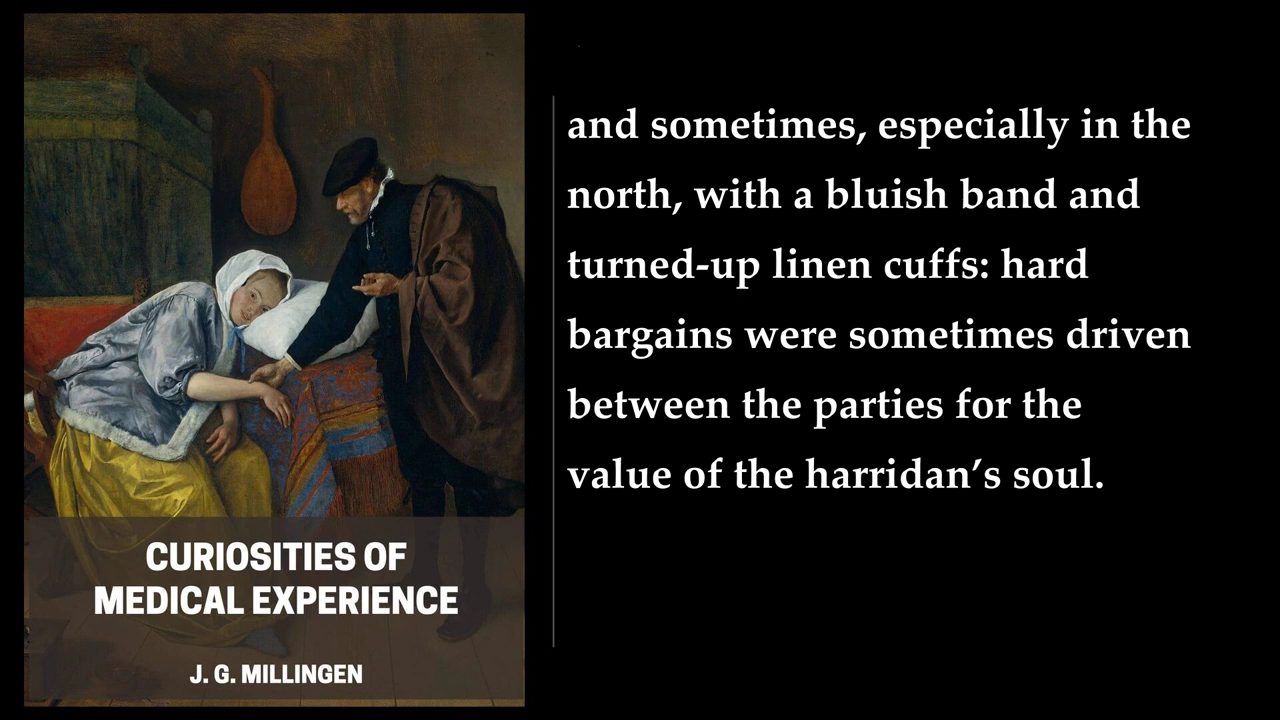 and sometimes, especially in the
north, with a bluish band and
turned-up linen cuffs: hard
bargains were sometimes driven
between the parties for the
value of the harridan’s soul.
CURIOSITIES OF
MEDICAL EXPERIENCE
J. G. MILLINGEN